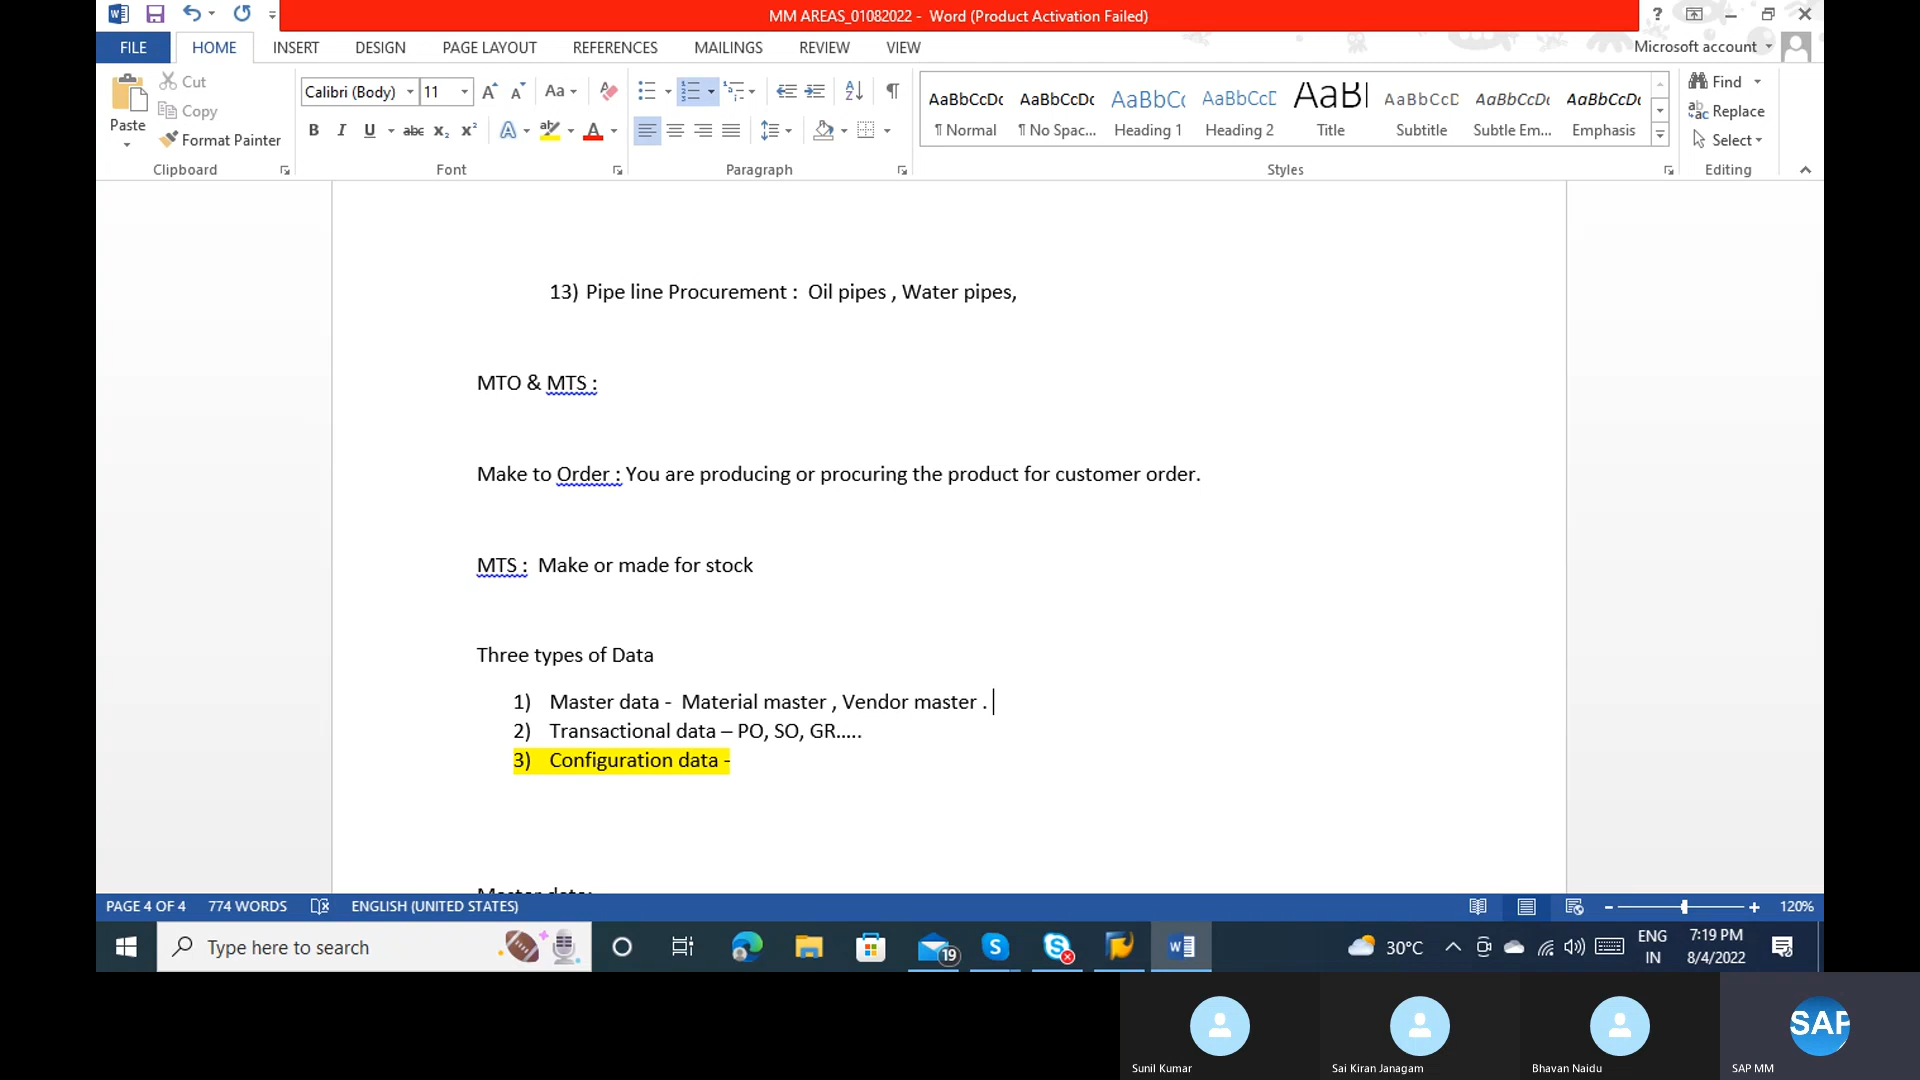 MM AREAS_01082022 - Word (Product Activation Failed)
FILE HOME INSERT DESIGN PAGE LAYOUT REFERENCES MAILINGS REVIEW VIEW Microsoft account
Paste
Cut
Copy
Format Painter
Clipboard
Calibri (Body) 11
Font
Paragraph
AaBbCcDc AaBbCcDc AaBbC AaBbCcD AaB AaBbCcD AaBbCcDc AaBbCcDc
¶ Normal ¶ No Spac... Heading 1 Heading 2 Title Subtitle Subtle Em... Emphasis
Styles
Find
Replace
Select
Editing
13) Pipe line Procurement : Oil pipes , Water pipes,
MTO & MTS :
Make to Order : You are producing or procuring the product for customer order.
MTS : Make or made for stock
Three types of Data
1) Master data - Material master , Vendor master .
2) Transactional data – PO, SO, GR.....
3) Configuration data -
Master data:
PAGE 4 OF 4 774 WORDS ENGLISH (UNITED STATES) 120%
Type here to search
19
30°C
ENG
IN
7:19 PM
8/4/2022
SAP
Sunil Kumar
Sai Kiran Janagam
Bhavan Naidu
SAP MM